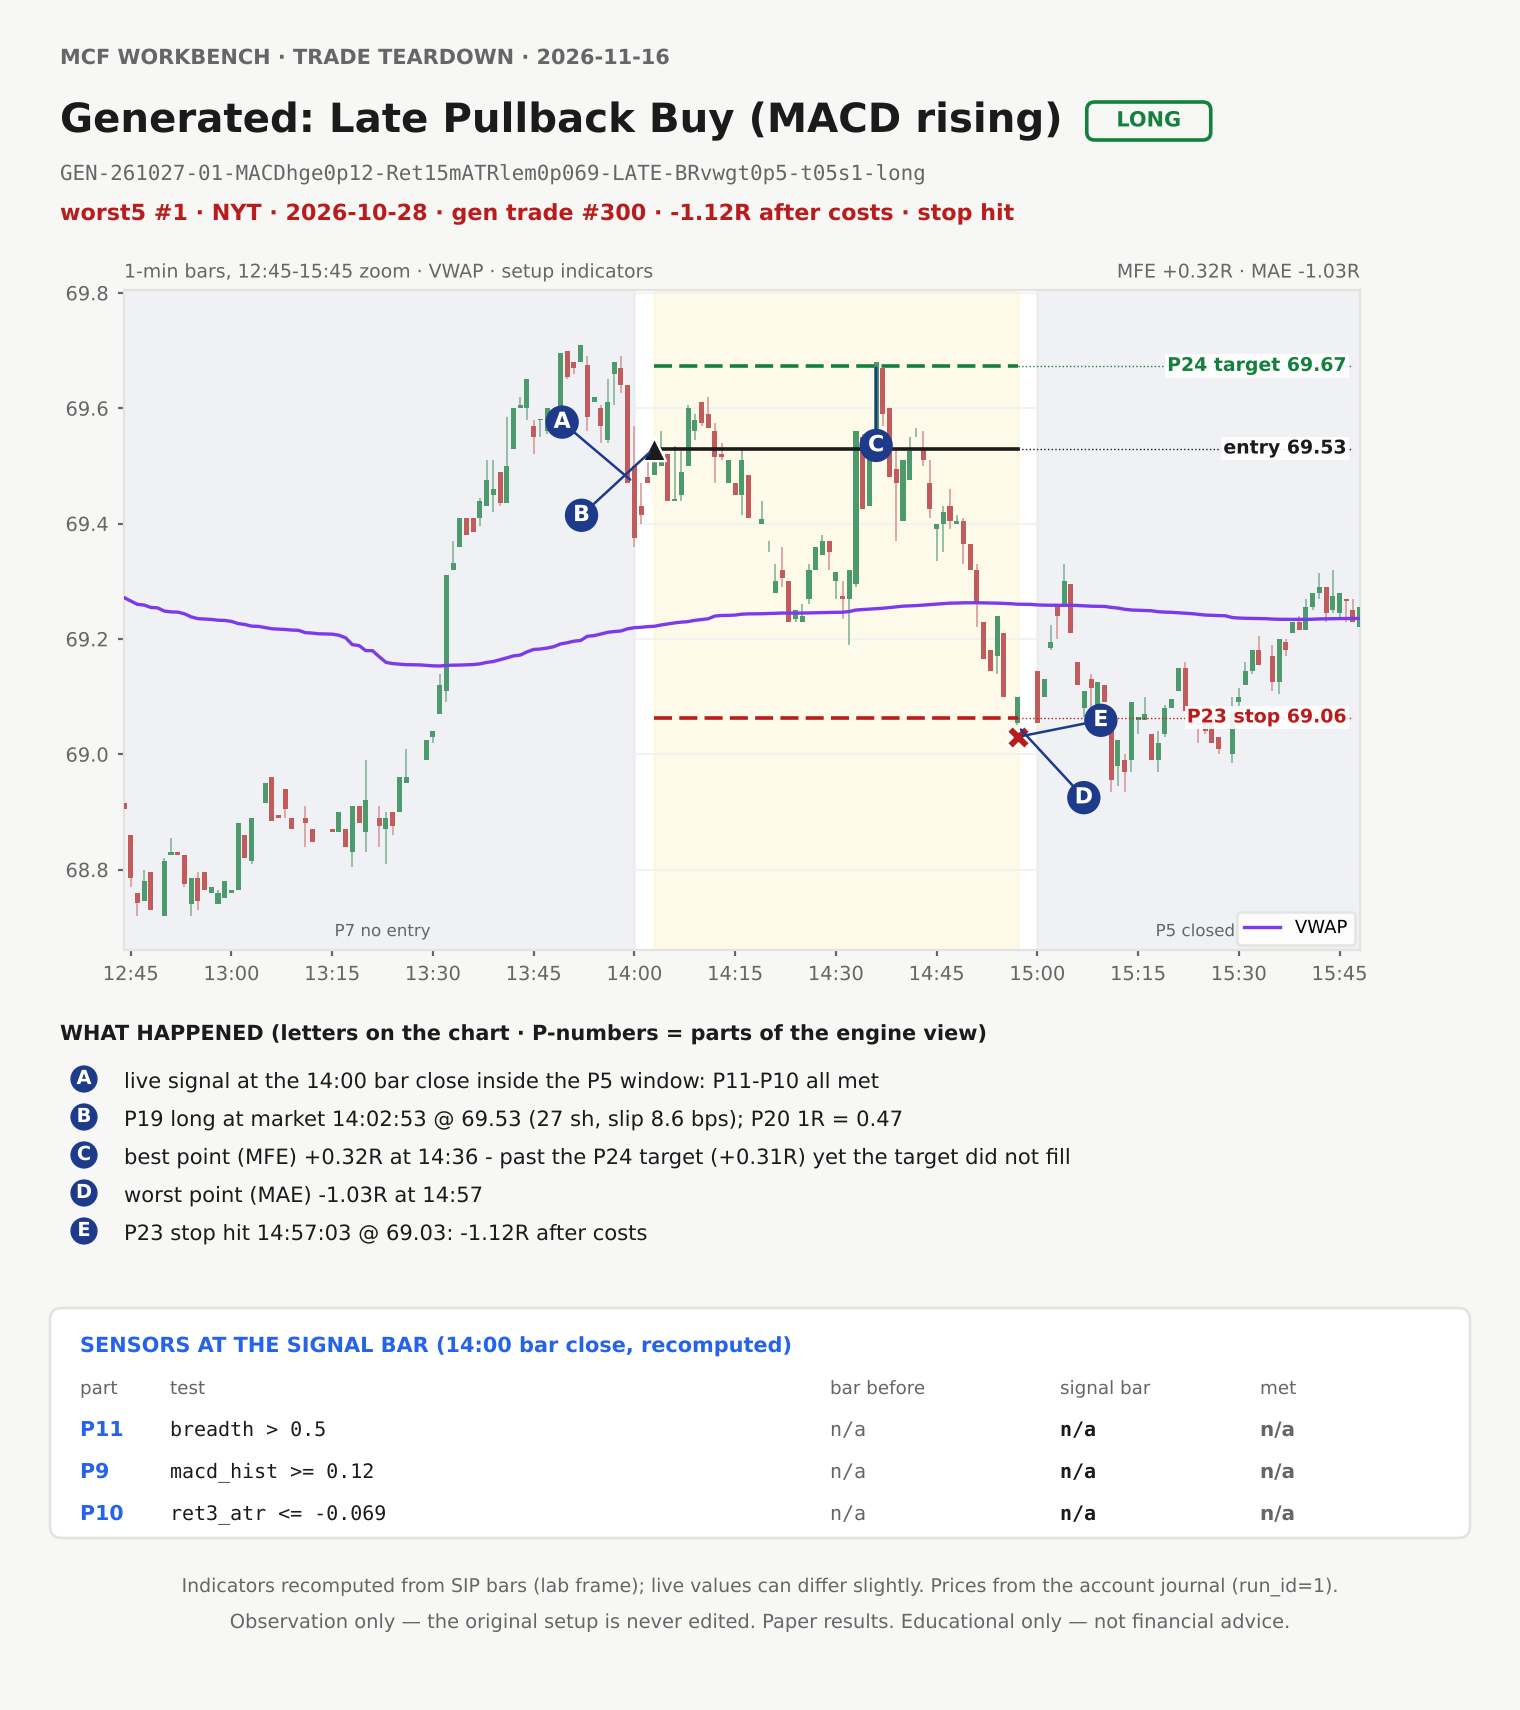 MCF WORKBENCH · TRADE TEARDOWN · 2026-11-16
Generated: Late Pullback Buy (MACD rising) LONG
GEN-261027-01-MACDhge0p12-Ret15mATRlem0p069-LATE-BRvwgt0p5-t05s1-long
worst5 #1 · NYT · 2026-10-28 · gen trade #300 · -1.12R after costs · stop hit
1-min bars, 12:45-15:45 zoom · VWAP · setup indicators MFE +0.32R · MAE -1.03R
69.8
P24 target 69.67
69.6
A
C
entry 69.53
B
69.4
69.2
E
P23 stop 69.06
69.0
D
68.8
P7 no entry P5 closed VWAP
12:45 13:00 13:15 13:30 13:45 14:00 14:15 14:30 14:45 15:00 15:15 15:30 15:45
WHAT HAPPENED (letters on the chart · P-numbers = parts of the engine view)
A live signal at the 14:00 bar close inside the P5 window: P11-P10 all met
B P19 long at market 14:02:53 @ 69.53 (27 sh, slip 8.6 bps); P20 1R = 0.47
C best point (MFE) +0.32R at 14:36 - past the P24 target (+0.31R) yet the target did not fill
D worst point (MAE) -1.03R at 14:57
E P23 stop hit 14:57:03 @ 69.03: -1.12R after costs
SENSORS AT THE SIGNAL BAR (14:00 bar close, recomputed)
part test bar before signal bar met
P11 breadth > 0.5 n/a n/a n/a
P9 macd_hist >= 0.12 n/a n/a n/a
P10 ret3_atr <= -0.069 n/a n/a n/a
Indicators recomputed from SIP bars (lab frame); live values can differ slightly. Prices from the account journal (run_id=1).
Observation only — the original setup is never edited. Paper results. Educational only — not financial advice.